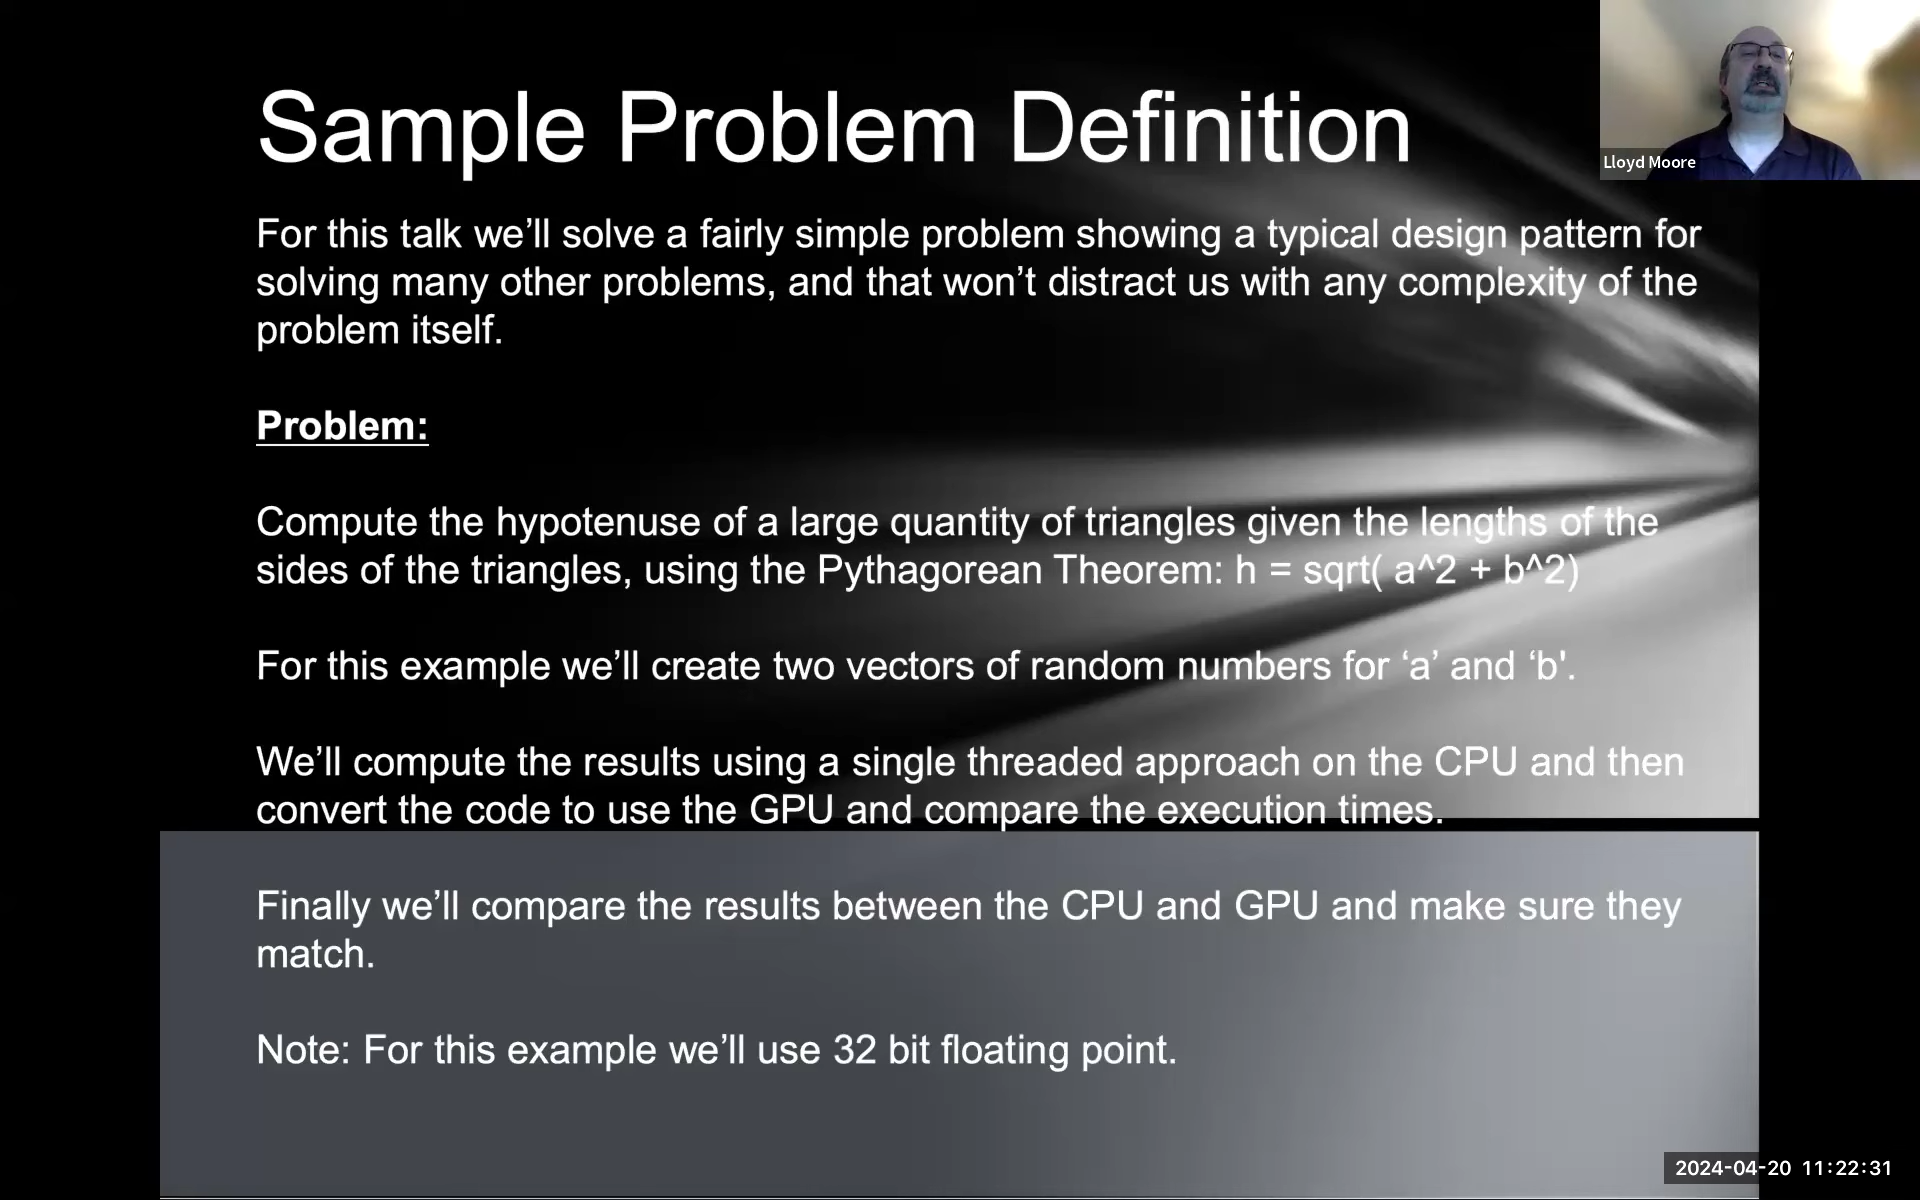 Sample Problem Definition
Lloyd Moore
For this talk we’ll solve a fairly simple problem showing a typical design pattern for
solving many other problems, and that won’t distract us with any complexity of the
problem itself.
Problem:
Compute the hypotenuse of a large quantity of triangles given the lengths of the
sides of the triangles, using the Pythagorean Theorem: h = sqrt( a^2 + b^2)
For this example we’ll create two vectors of random numbers for ‘a’ and ‘b'.
We’ll compute the results using a single threaded approach on the CPU and then
convert the code to use the GPU and compare the execution times.
Finally we’ll compare the results between the CPU and GPU and make sure they
match.
Note: For this example we’ll use 32 bit floating point.
2024-04-20 11:22:31